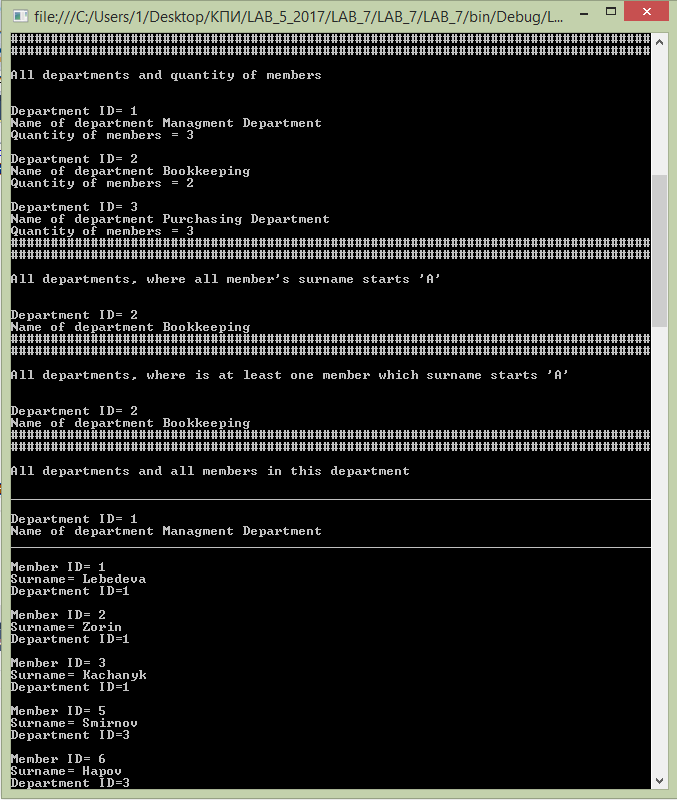 file:///C:/Users/1/Desktop/КПИ/LAB_5_2017/LAB_7/LAB_7/LAB_7/bin/Debug/L...
################################################################################
################################################################################
All departments and quantity of members
Department ID= 1
Name of department Managment Department
Quantity of members = 3
Department ID= 2
Name of department Bookkeeping
Quantity of members = 2
Department ID= 3
Name of department Purchasing Department
Quantity of members = 3
################################################################################
################################################################################
All departments, where all member's surname starts 'A'
Department ID= 2
Name of department Bookkeeping
################################################################################
################################################################################
All departments, where is at least one member which surname starts 'A'
Department ID= 2
Name of department Bookkeeping
################################################################################
################################################################################
All departments and all members in this department
Department ID= 1
Name of department Managment Department
Member ID= 1
Surname= Lebedeva
Department ID=1
Member ID= 2
Surname= Zorin
Department ID=1
Member ID= 3
Surname= Kachanyk
Department ID=1
Member ID= 5
Surname= Smirnov
Department ID=3
Member ID= 6
Surname= Hapov
Department ID=3